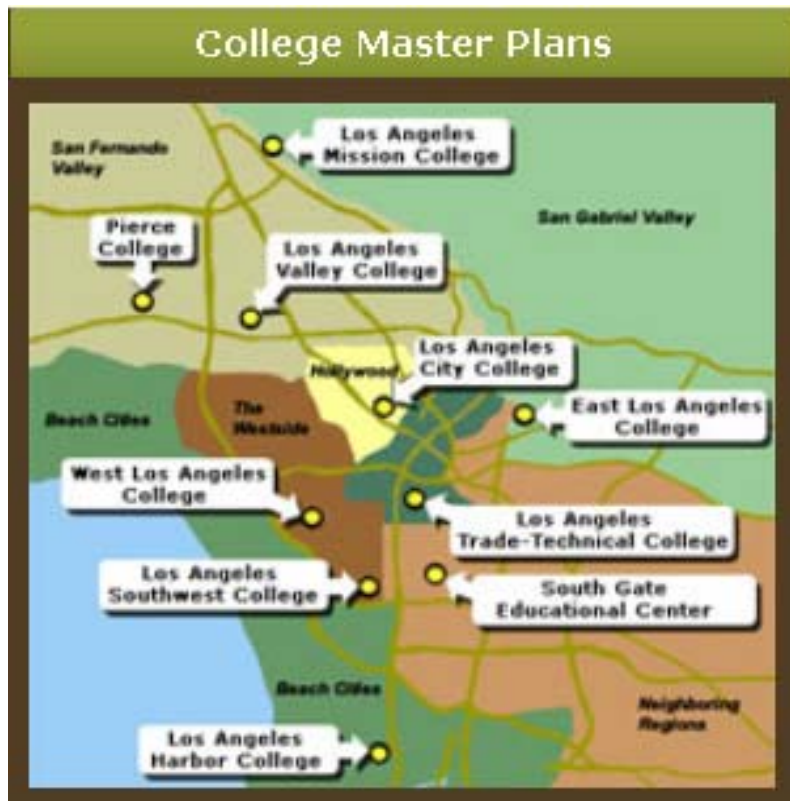 College Master Plans
San Fernando
Valley
Los Angeles
Mission College
San Gabriel Valley
Pierce
College
Los Angeles
Valley College
Hollywood
Los Angeles
City College
Beach Cities
The
Westside
East Los Angeles
College
West Los Angeles
College
Los Angeles
Trade-Technical College
Los Angeles
Southwest College
South Gate
Educational Center
Beach Cities
Neighboring
Regions
Los Angeles
Harbor College